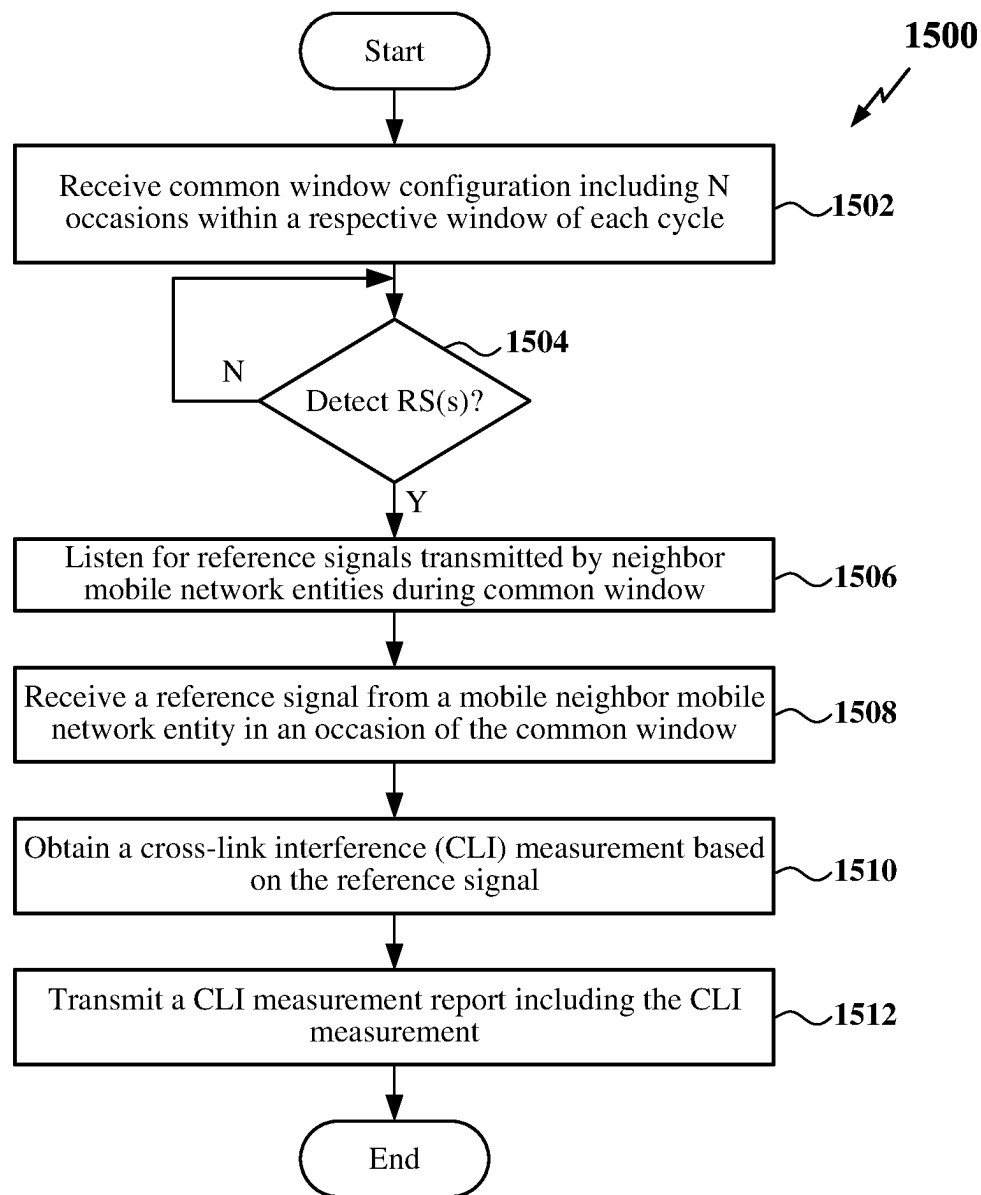 Start
1500
Receive common window configuration including N
occasions within a respective window of each cycle
1502
1504
N
Detect RS(s)?
Y
Listen for reference signals transmitted by neighbor
mobile network entities during common window
1506
Receive a reference signal from a mobile neighbor mobile
network entity in an occasion of the common window
1508
Obtain a cross-link interference (CLI) measurement based
on the reference signal
1510
Transmit a CLI measurement report including the CLI
measurement
1512
End